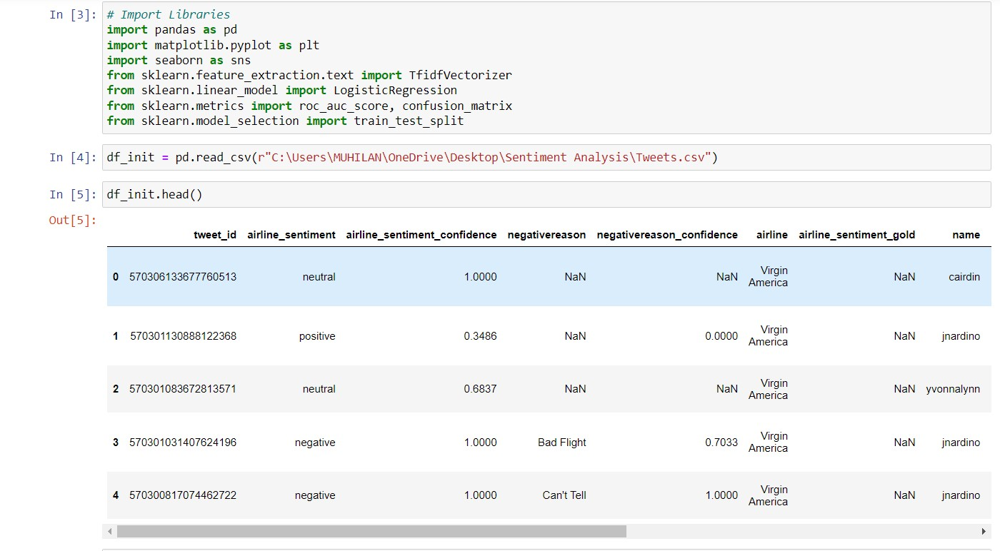 In [3]: # Import Libraries
import pandas as pd
import matplotlib.pyplot as plt
import seaborn as sns
from sklearn.feature_extraction.text import TfidfVectorizer
from sklearn.linear_model import LogisticRegression
from sklearn.metrics import roc_auc_score, confusion_matrix
from sklearn.model_selection import train_test_split
In [4]: df_init = pd.read_csv(r"C:\Users\MUHILAN\OneDrive\Desktop\Sentiment Analysis\Tweets.csv")
In [5]: df_init.head()
Out[5]:
tweet_id airline_sentiment airline_sentiment_confidence negativereason negativereason_confidence airline airline_sentiment_gold name
0 570306133677760513 neutral 1.0000 NaN NaN Virgin America NaN cairdin
1 570301130888122368 positive 0.3486 NaN 0.0000 Virgin America NaN jnardino
2 570301083672813571 neutral 0.6837 NaN NaN Virgin America NaN yvonnalynn
3 570301031407624196 negative 1.0000 Bad Flight 0.7033 Virgin America NaN jnardino
4 570300817074462722 negative 1.0000 Can't Tell 1.0000 Virgin America NaN jnardino